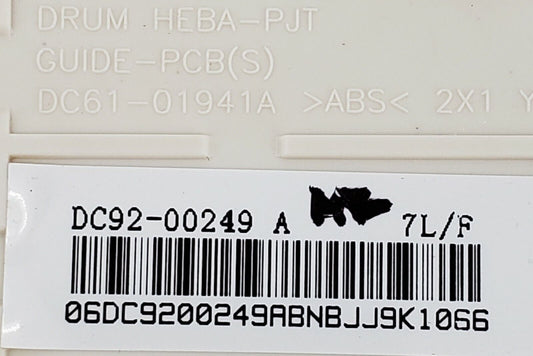 DRUM HEBA-PJT
GUIDE-PCB(S)
DC61-01941A >ABS< 2X1 Y
DC92-00249 A 7L/F
06DC9200249ABNBJJ9K1066